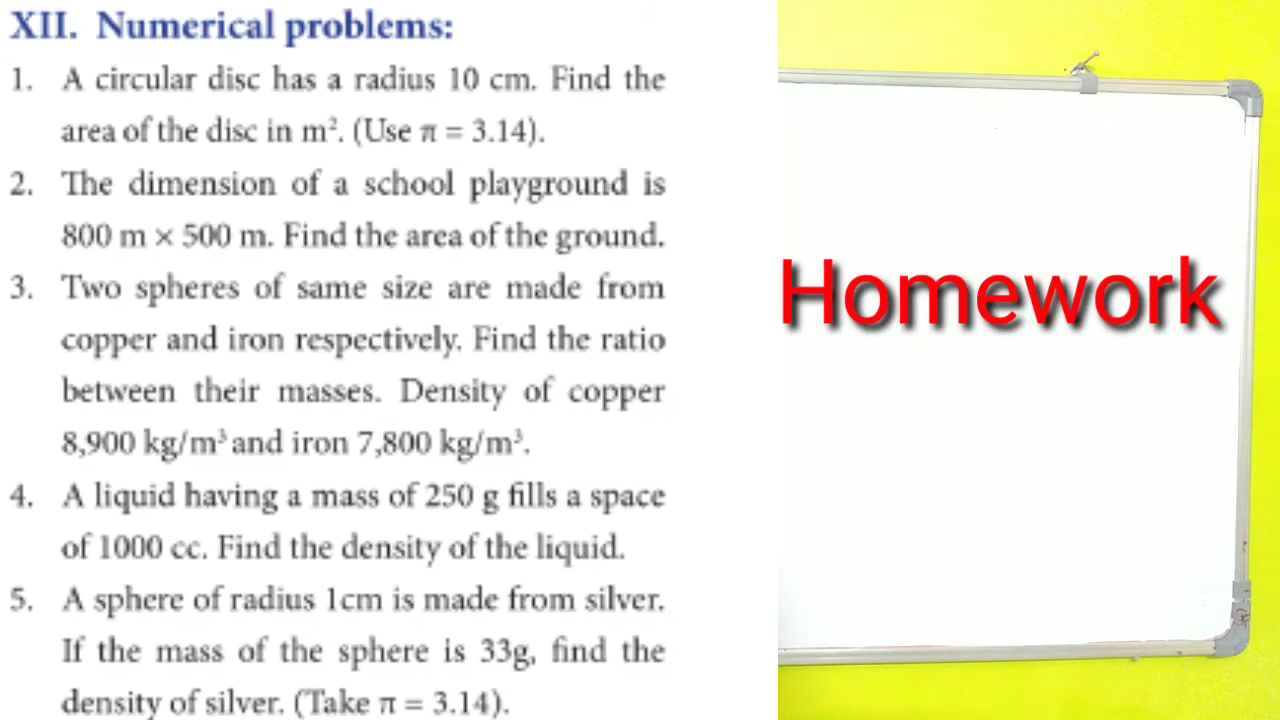 XII. Numerical problems:
1. A circular disc has a radius 10 cm. Find the
area of the disc in m². (Use π = 3.14).
2. The dimension of a school playground is
800 m × 500 m. Find the area of the ground.
3. Two spheres of same size are made from
copper and iron respectively. Find the ratio
between their masses. Density of copper
8,900 kg/m³ and iron 7,800 kg/m³.
4. A liquid having a mass of 250 g fills a space
of 1000 cc. Find the density of the liquid.
5. A sphere of radius 1cm is made from silver.
If the mass of the sphere is 33g, find the
density of silver. (Take π = 3.14).
Homework